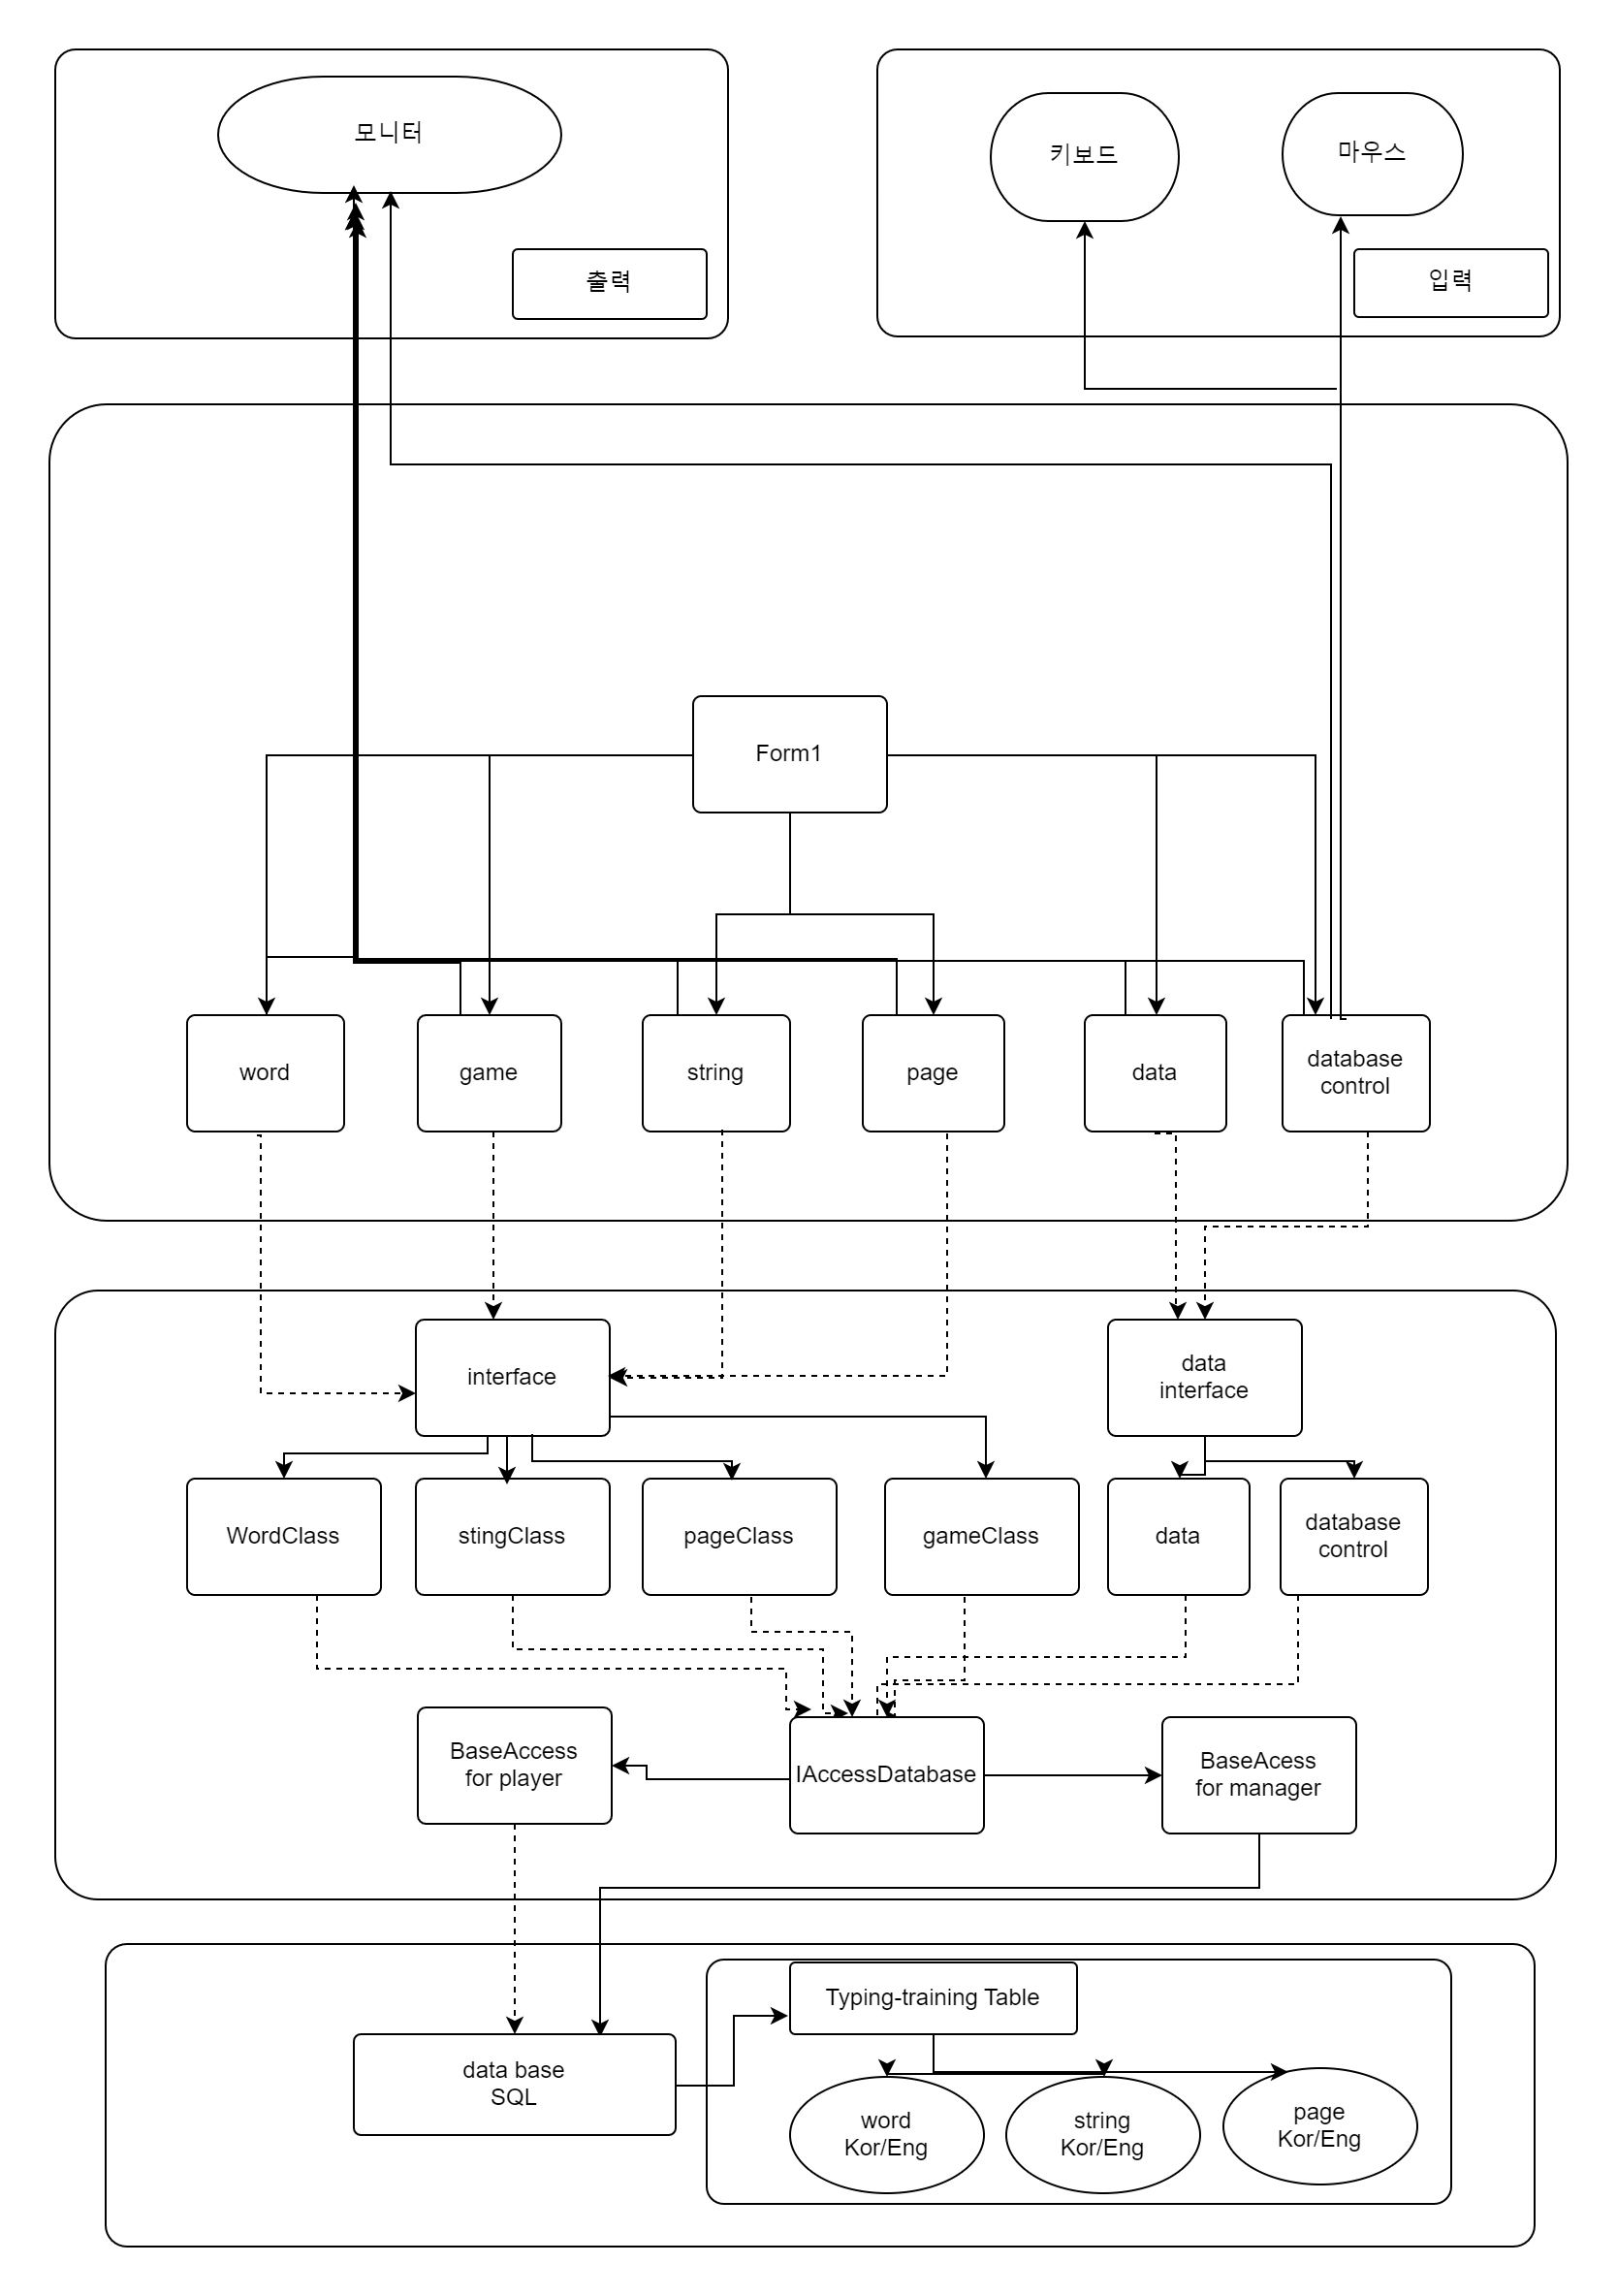 모니터
키보드
마우스
출력
입력
Form1
word
game
string
page
data
database
control
interface
data
interface
WordClass
stingClass
pageClass
gameClass
data
database
control
BaseAccess
for player
IAccessDatabase
BaseAcess
for manager
Typing-training Table
data base
SQL
word
Kor/Eng
string
Kor/Eng
page
Kor/Eng